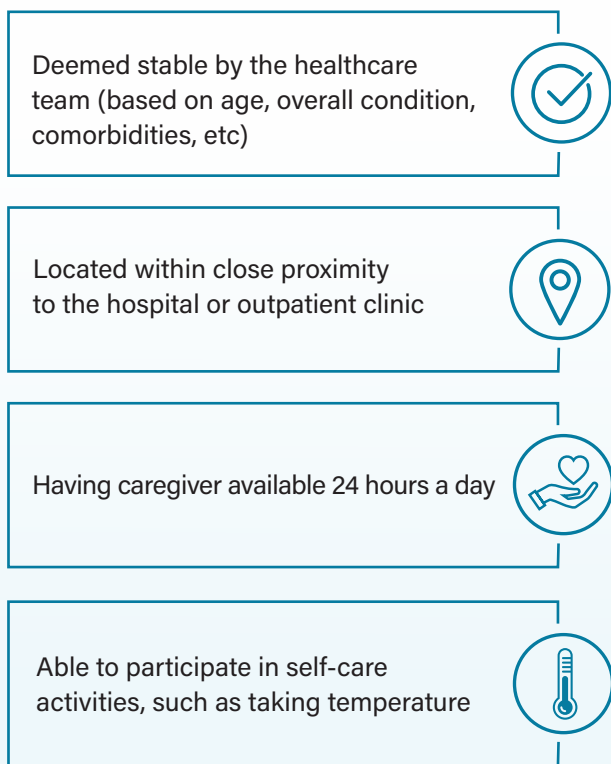 Deemed stable by the healthcare
team (based on age, overall condition,
comorbidities, etc)
Located within close proximity
to the hospital or outpatient clinic
Having caregiver available 24 hours a day
Able to participate in self-care
activities, such as taking temperature